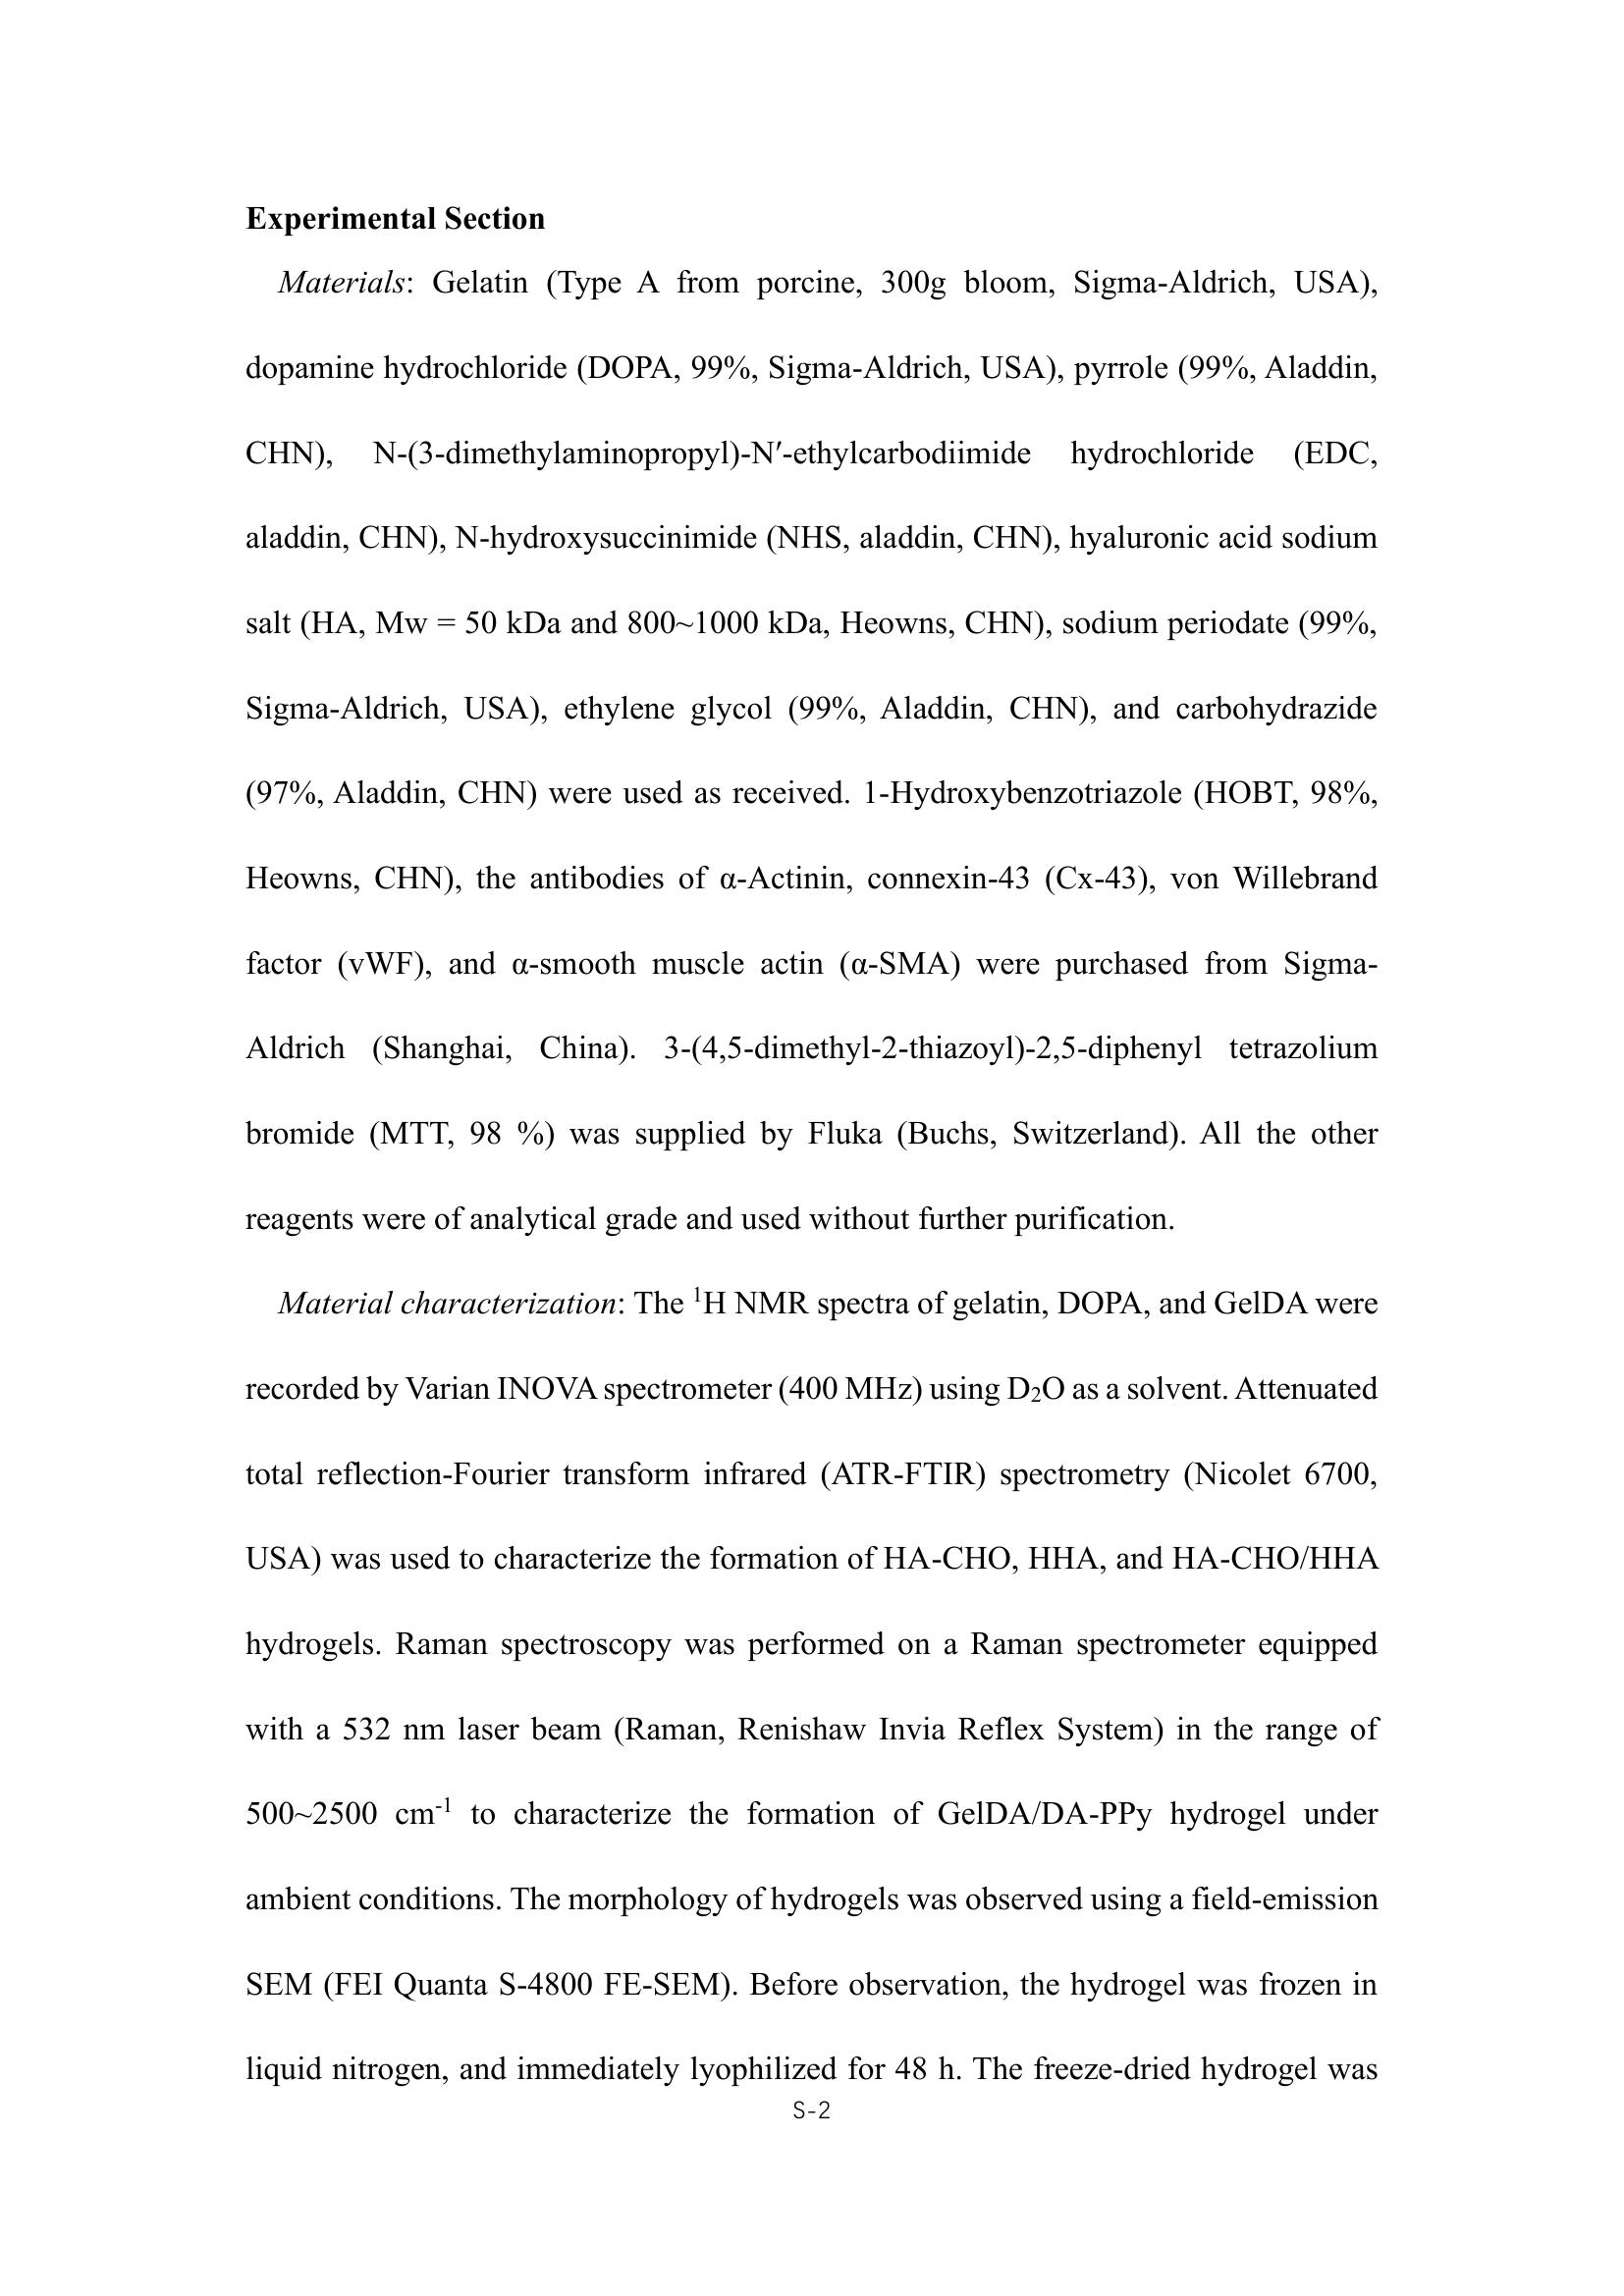 Experimental Section
Materials: Gelatin (Type A from porcine, 300g bloom, Sigma-Aldrich, USA),
dopamine hydrochloride (DOPA, 99%, Sigma-Aldrich, USA), pyrrole (99%, Aladdin,
CHN), N-(3-dimethylaminopropyl)-N′-ethylcarbodiimide hydrochloride (EDC,
aladdin, CHN), N-hydroxysuccinimide (NHS, aladdin, CHN), hyaluronic acid sodium
salt (HA, Mw = 50 kDa and 800~1000 kDa, Heowns, CHN), sodium periodate (99%,
Sigma-Aldrich, USA), ethylene glycol (99%, Aladdin, CHN), and carbohydrazide
(97%, Aladdin, CHN) were used as received. 1-Hydroxybenzotriazole (HOBT, 98%,
Heowns, CHN), the antibodies of α-Actinin, connexin-43 (Cx-43), von Willebrand
factor (vWF), and α-smooth muscle actin (α-SMA) were purchased from Sigma-
Aldrich (Shanghai, China). 3-(4,5-dimethyl-2-thiazoyl)-2,5-diphenyl tetrazolium
bromide (MTT, 98 %) was supplied by Fluka (Buchs, Switzerland). All the other
reagents were of analytical grade and used without further purification.
Material characterization: The ¹H NMR spectra of gelatin, DOPA, and GelDA were
recorded by Varian INOVA spectrometer (400 MHz) using D₂O as a solvent. Attenuated
total reflection-Fourier transform infrared (ATR-FTIR) spectrometry (Nicolet 6700,
USA) was used to characterize the formation of HA-CHO, HHA, and HA-CHO/HHA
hydrogels. Raman spectroscopy was performed on a Raman spectrometer equipped
with a 532 nm laser beam (Raman, Renishaw Invia Reflex System) in the range of
500~2500 cm⁻¹ to characterize the formation of GelDA/DA-PPy hydrogel under
ambient conditions. The morphology of hydrogels was observed using a field-emission
SEM (FEI Quanta S-4800 FE-SEM). Before observation, the hydrogel was frozen in
liquid nitrogen, and immediately lyophilized for 48 h. The freeze-dried hydrogel was
S-2